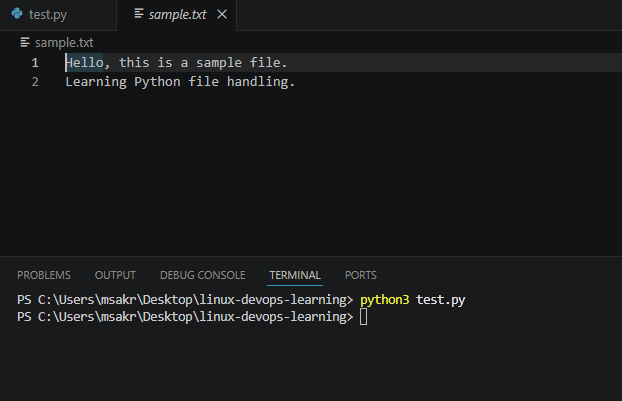 test.py sample.txt
sample.txt
1 Hello, this is a sample file.
2 Learning Python file handling.
PROBLEMS OUTPUT DEBUG CONSOLE TERMINAL PORTS
PS C:\Users\msakr\Desktop\linux-devops-learning> python3 test.py
PS C:\Users\msakr\Desktop\linux-devops-learning>